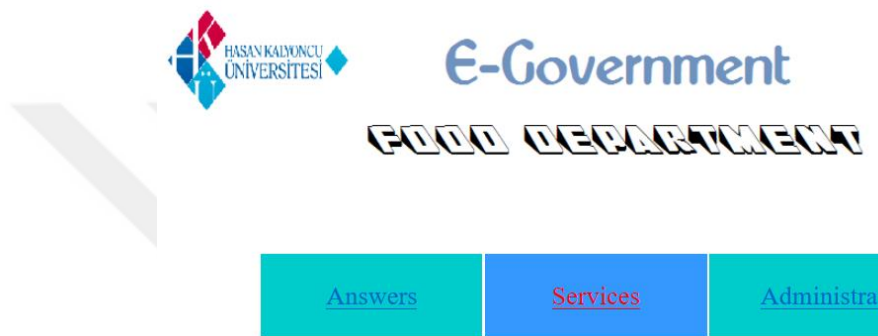 HASAN KALYONCU
ÜNİVERSİTESİ
E-Government
FOOD DEPARTMENT
Answers Services Administra